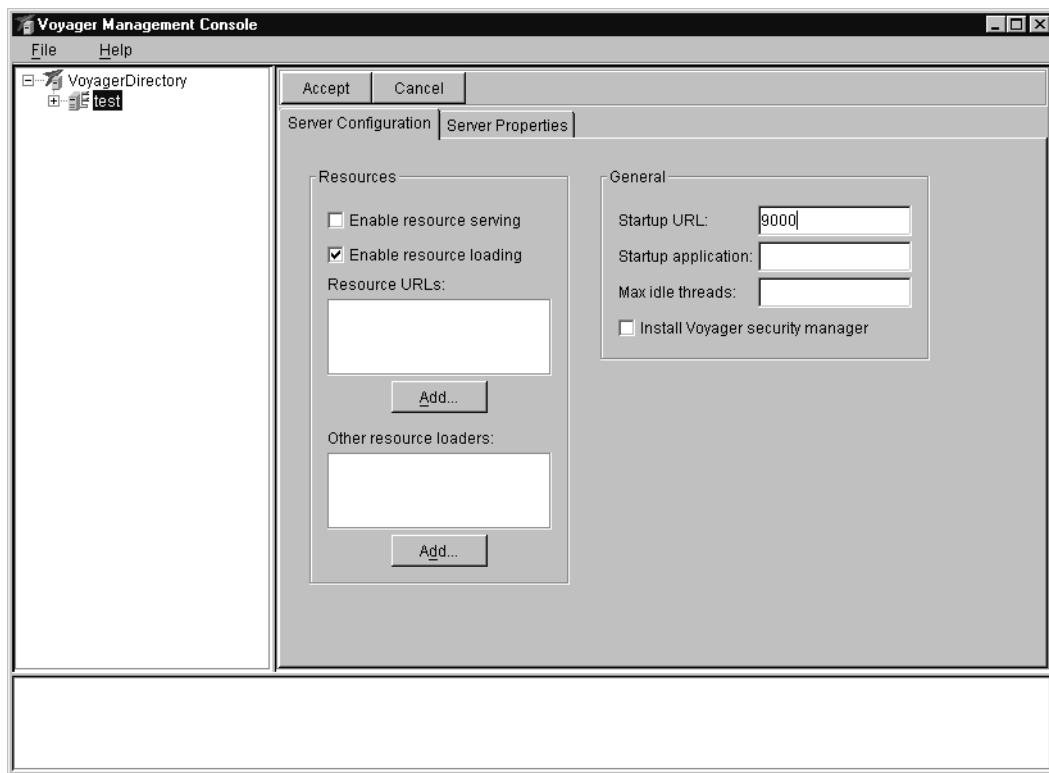 Voyager Management Console
File Help
VoyagerDirectory
test
Accept Cancel
Server Configuration Server Properties
Resources
Enable resource serving
Enable resource loading
Resource URLs:
Add...
Other resource loaders:
Add...
General
Startup URL: 9000
Startup application:
Max idle threads:
Install Voyager security manager